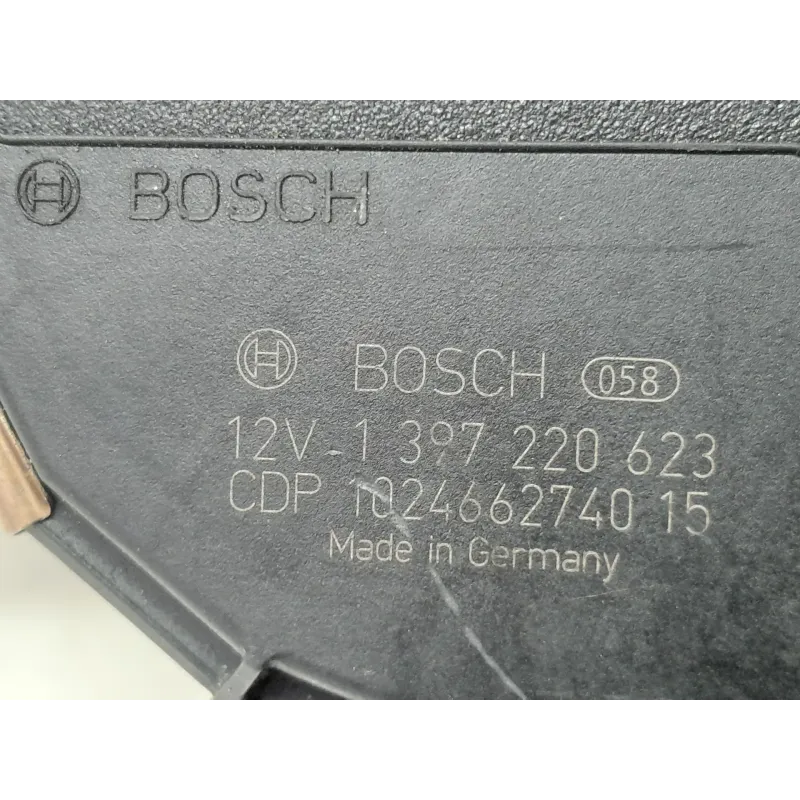 BOSCH
BOSCH 058
12V 1 397 220 623
CDP 1024662740 15
Made in Germany